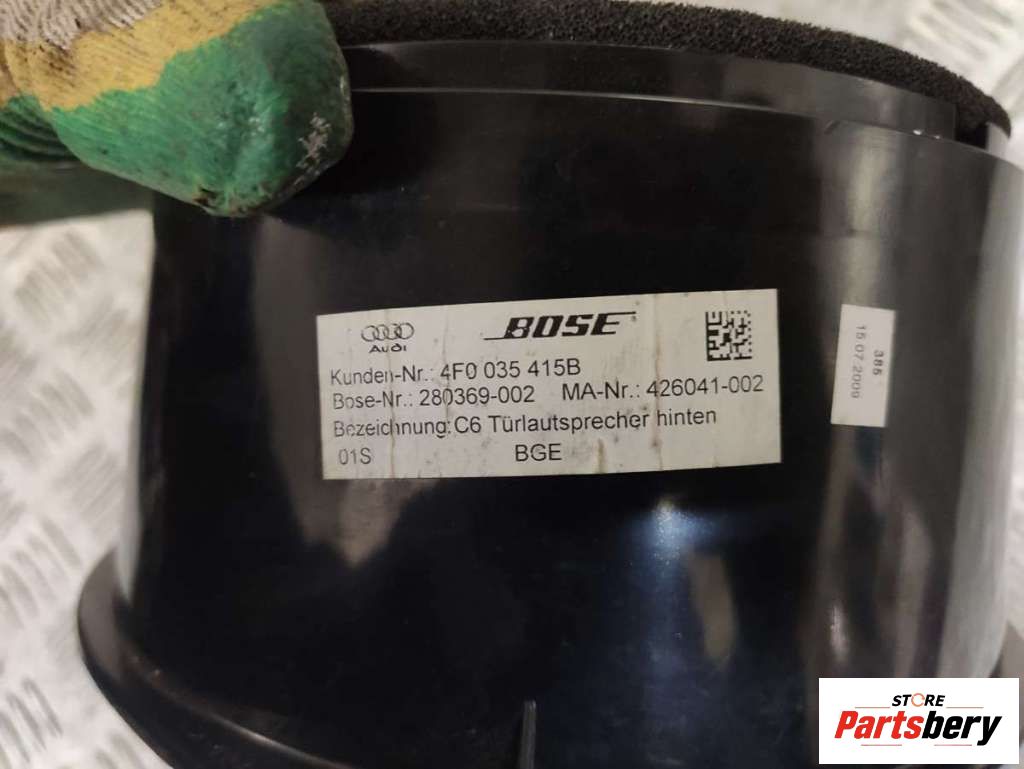 Audi
BOSE
Kunden-Nr.: 4F0 035 415B
Bose-Nr.: 280369-002 MA-Nr.: 426041-002
Bezeichnung: C6 Türlautsprecher hinten
01S BGE
385
15 07 2009
STORE
Partsbery